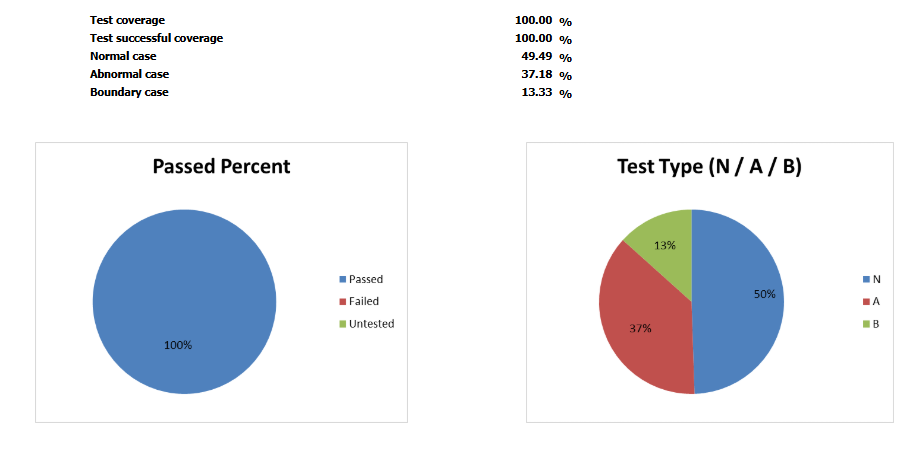 Test coverage 100.00 %
Test successful coverage 100.00 %
Normal case 49.49 %
Abnormal case 37.18 %
Boundary case 13.33 %
Passed Percent
100%
Passed
Failed
Untested
Test Type (N / A / B)
13%
50%
37%
N
A
B